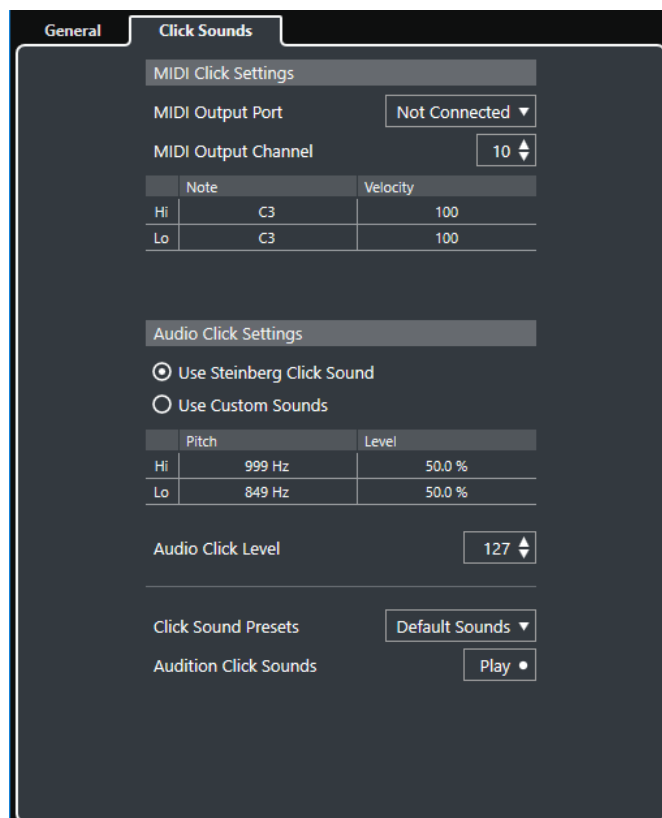 General Click Sounds
MIDI Click Settings
MIDI Output Port Not Connected
MIDI Output Channel 10
Note Velocity
Hi C3 100
Lo C3 100
Audio Click Settings
Use Steinberg Click Sound
Use Custom Sounds
Pitch Level
Hi 999 Hz 50.0 %
Lo 849 Hz 50.0 %
Audio Click Level 127
Click Sound Presets Default Sounds
Audition Click Sounds Play